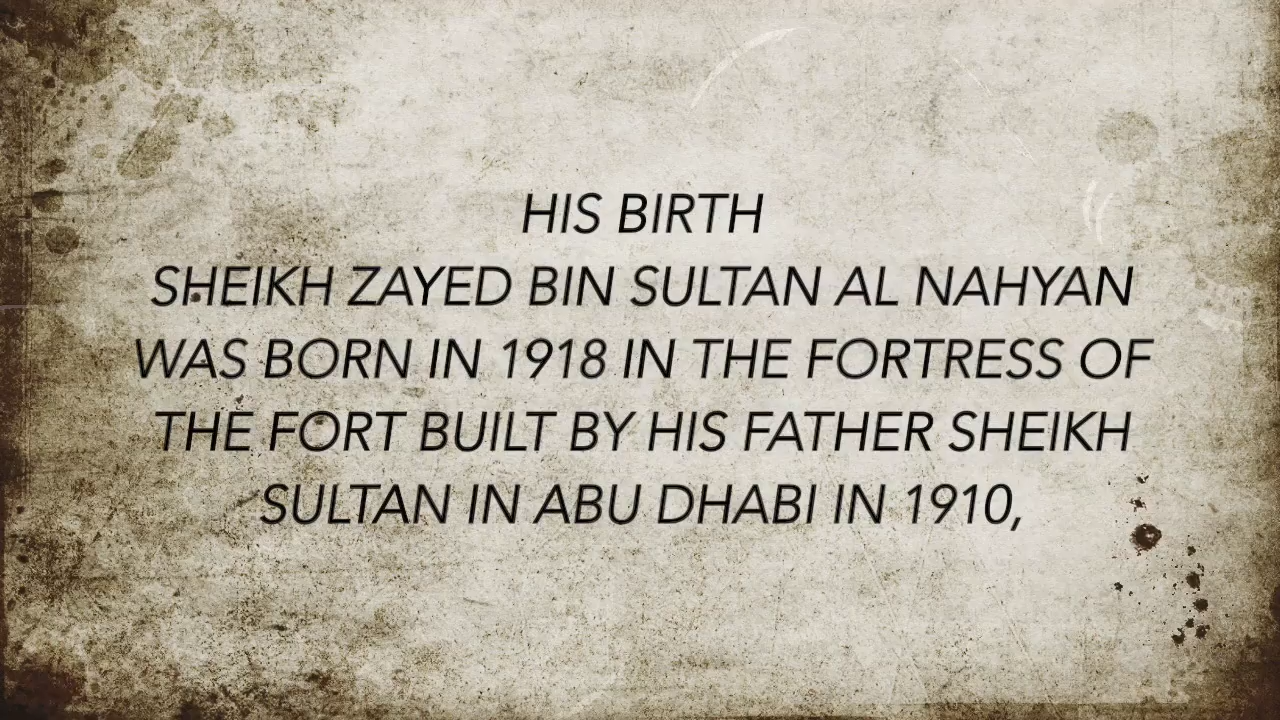 HIS BIRTH
SHEIKH ZAYED BIN SULTAN AL NAHYAN
WAS BORN IN 1918 IN THE FORTRESS OF
THE FORT BUILT BY HIS FATHER SHEIKH
SULTAN IN ABU DHABI IN 1910,